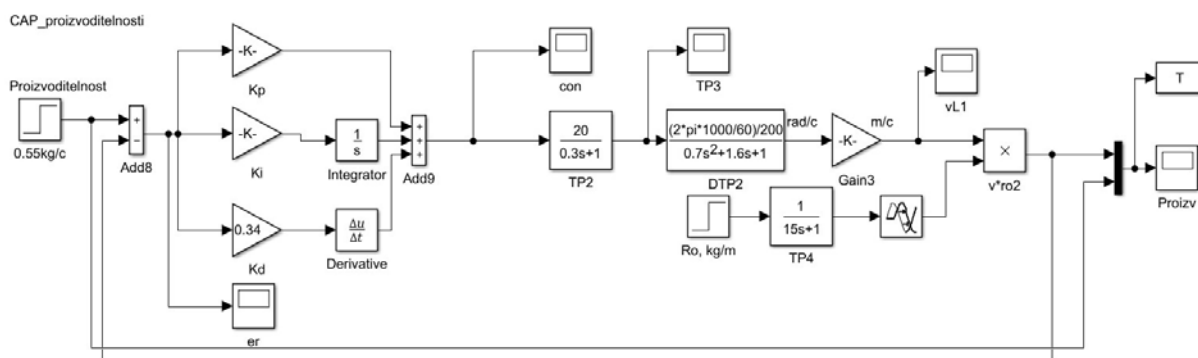 CAP_proizvoditelnosti
Proizvoditelnost
0.55kg/c
+
−
Add8
-K-
Kp
-K-
Ki
0.34
Kd
er
1
s
Integrator
Δu
Δt
Derivative
+
+
+
Add9
con
20
0.3s+1
TP2
TP3
(2*pi*1000/60)/200
0.7s²+1.6s+1
DTP2
rad/c
-K-
Gain3
m/c
vL1
Ro, kg/m
1
15s+1
TP4
×
v*ro2
T
Proizv